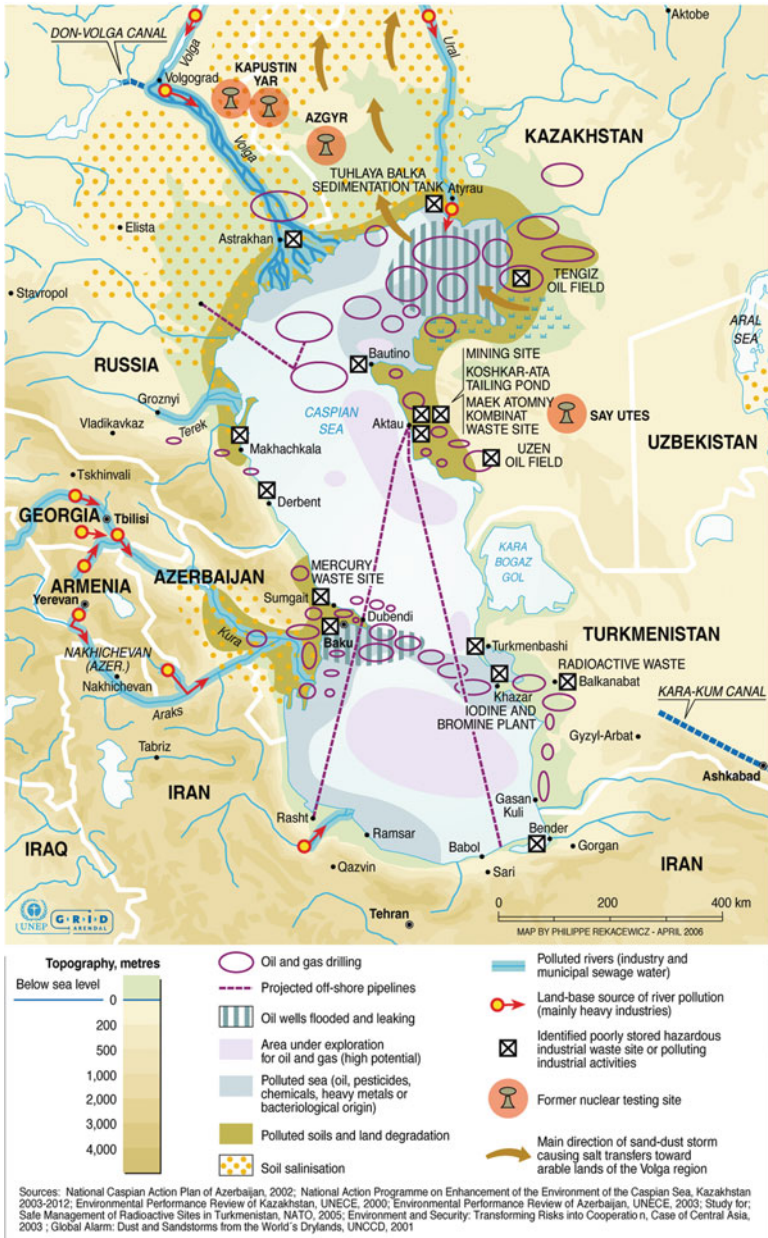 DON-VOLGA CANAL
Volga
Ural
Aktobe
Volgograd
KAPUSTIN
YAR
AZGYR
KAZAKHSTAN
Volga
TUHLAYA BALKA
SEDIMENTATION TANK
Atyrau
Elista
Astrakhan
TENGIZ
OIL FIELD
Stavropol
ARAL
SEA
RUSSIA
Bautino
MINING SITE
KOSHKAR-ATA
TAILING POND
MAEK ATOMNY
KOMBINAT
WASTE SITE
Groznyi
CASPIAN
SEA
SAY UTES
Vladikavkaz
Terek
Aktau
Makhachkala
UZEN
OIL FIELD
UZBEKISTAN
Tskhinvali
Derbent
GEORGIA
Tbilisi
KARA
BOGAZ
GOL
ARMENIA
AZERBAIJAN
MERCURY
WASTE SITE
Yerevan
Sumgait
Dubendi
Kura
Baku
TURKMENISTAN
NAKHICHEVAN
(AZER.)
Turkmenbashi
RADIOACTIVE WASTE
Nakhichevan
Balkanabat
Khazar
KARA-KUM CANAL
Araks
IODINE AND
BROMINE PLANT
Tabriz
Gyzyl-Arbat
IRAN
Ashkabad
Gasan
Kuli
Rasht
Ramsar
Bender
IRAQ
Babol
Gorgan
IRAN
Qazvin
Sari
Tehran
0 200 400 km
UNEP
G R I D
ARENDAL
MAP BY PHILIPPE REKACEWICZ - APRIL 2006
Topography, metres
Below sea level
0
200
500
1,000
2,000
3,000
4,000
Oil and gas drilling
Projected off-shore pipelines
Oil wells flooded and leaking
Area under exploration
for oil and gas (high potential)
Polluted sea (oil, pesticides,
chemicals, heavy metals or
bacteriological origin)
Polluted soils and land degradation
Soil salinisation
Polluted rivers (industry and
municipal sewage water)
Land-base source of river pollution
(mainly heavy industries)
Identified poorly stored hazardous
industrial waste site or polluting
industrial activities
Former nuclear testing site
Main direction of sand-dust storm
causing salt transfers toward
arable lands of the Volga region
Sources: National Caspian Action Plan of Azerbaijan, 2002; National Action Programme on Enhancement of the Environment of the Caspian Sea, Kazakhstan
2003-2012; Environmental Performance Review of Kazakhstan, UNECE, 2000; Environmental Performance Review of Azerbaijan, UNECE, 2003; Study for;
Safe Management of Radioactive Sites in Turkmenistan, NATO, 2005; Environment and Security: Transforming Risks into Cooperatio n, Case of Central Asia,
2003 ; Global Alarm: Dust and Sandstorms from the World´s Drylands, UNCCD, 2001